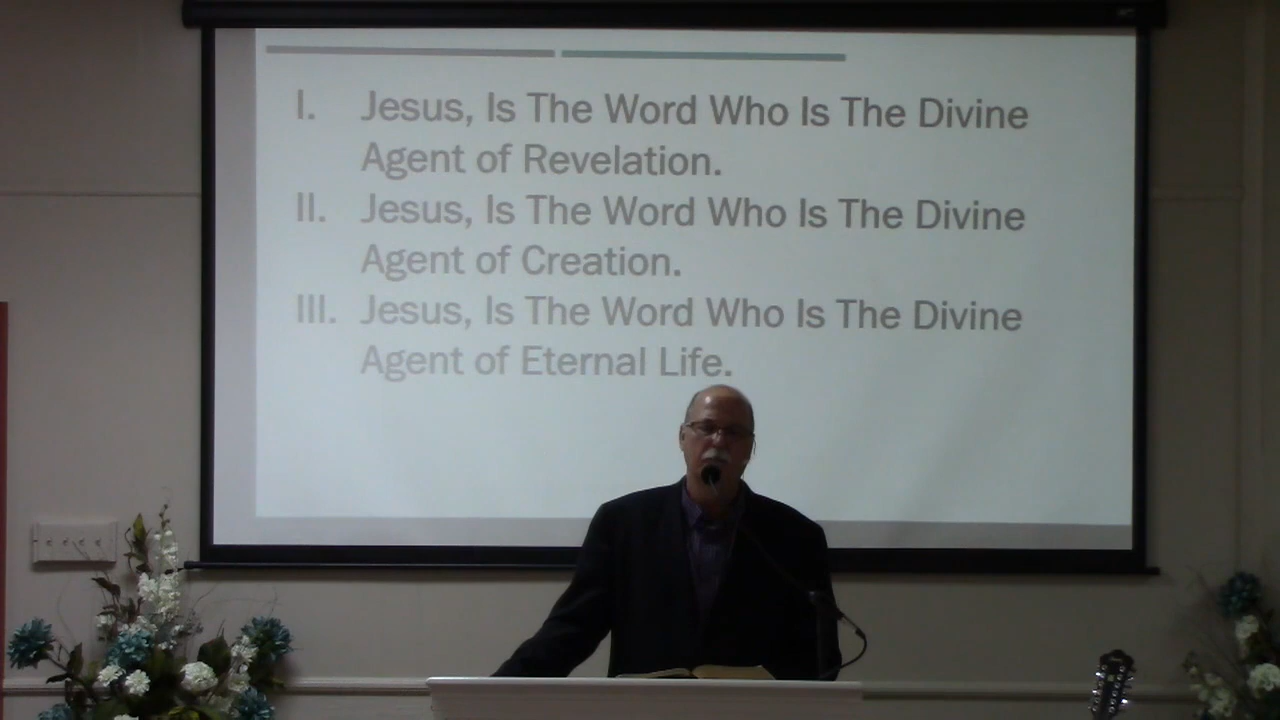 I. Jesus, Is The Word Who Is The Divine
Agent of Revelation.
II. Jesus, Is The Word Who Is The Divine
Agent of Creation.
III. Jesus, Is The Word Who Is The Divine
Agent of Eternal Life.